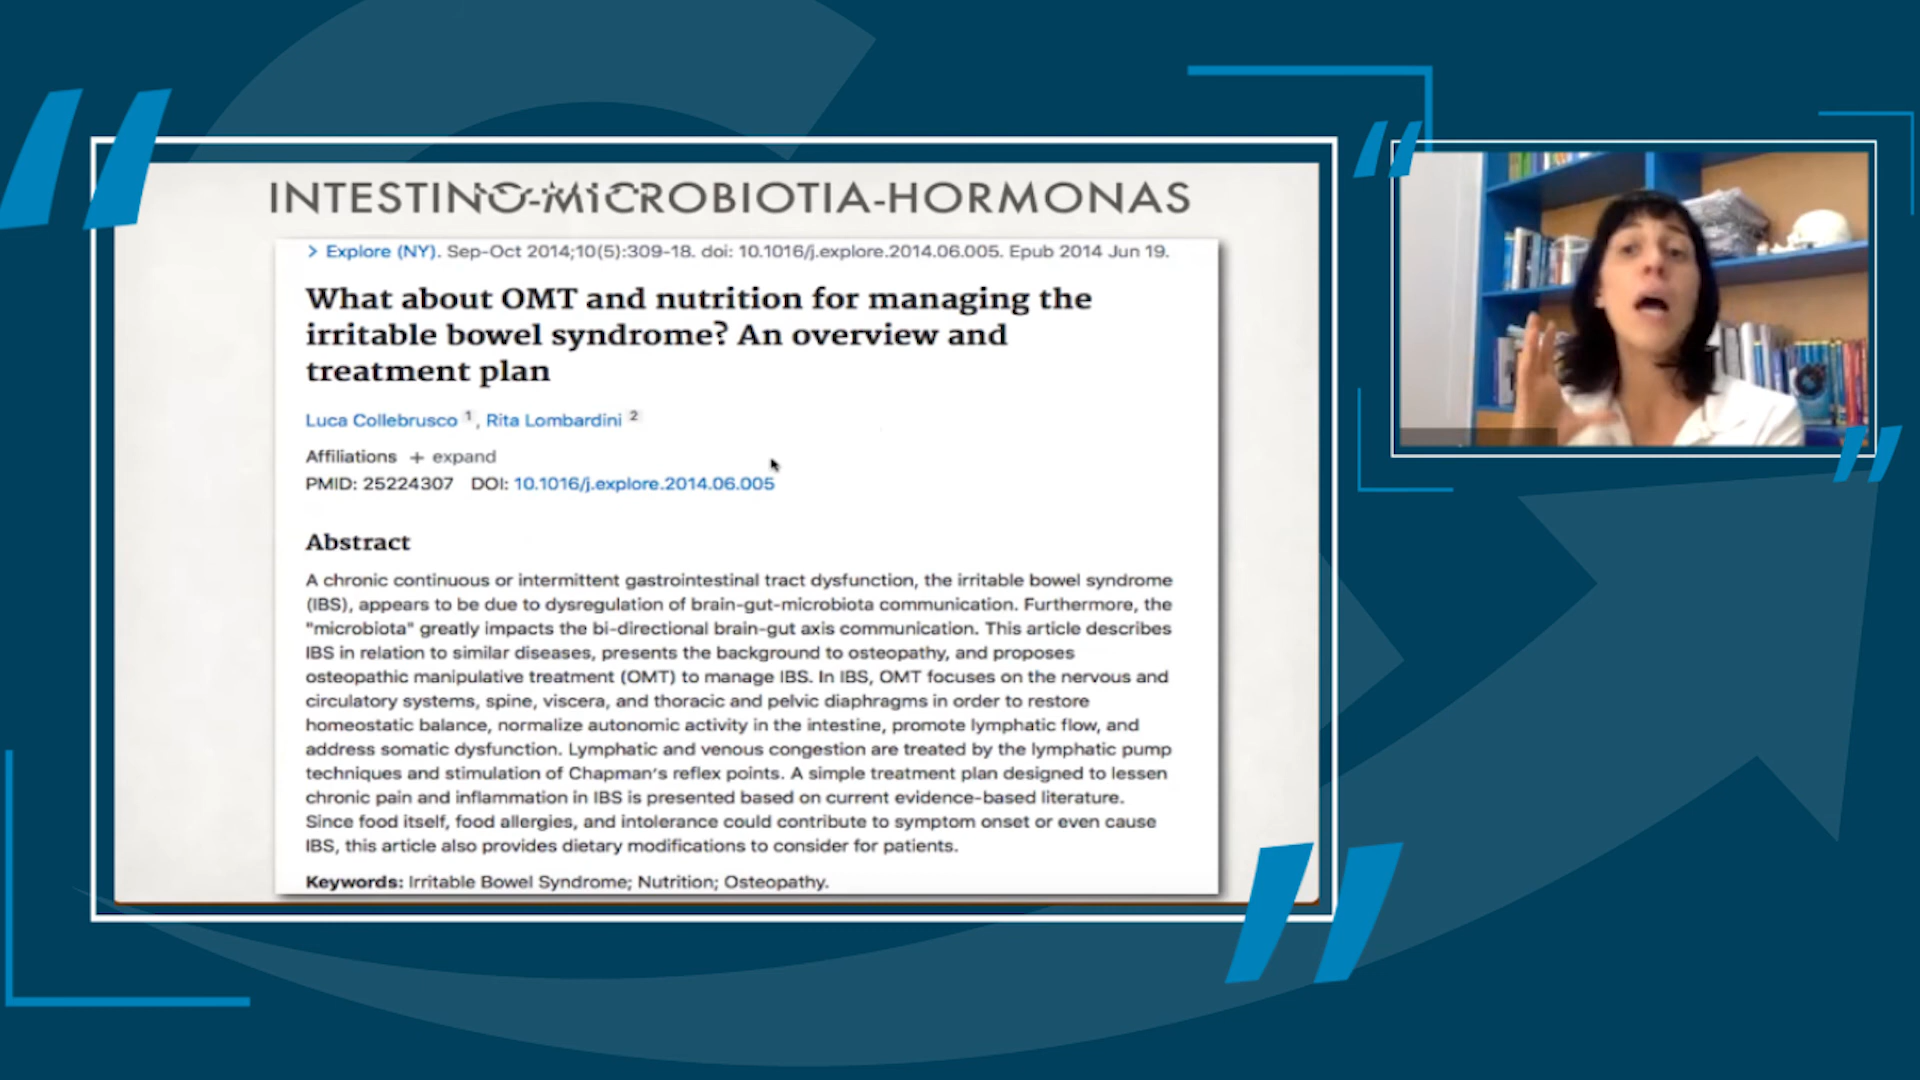 INTESTINO-MICROBIOTIA-HORMONAS
> Explore (NY). Sep-Oct 2014;10(5):309-18. doi: 10.1016/j.explore.2014.06.005. Epub 2014 Jun 19.
What about OMT and nutrition for managing the
irritable bowel syndrome? An overview and
treatment plan
Luca Collebrusco 1, Rita Lombardini 2
Affiliations + expand
PMID: 25224307 DOI: 10.1016/j.explore.2014.06.005
Abstract
A chronic continuous or intermittent gastrointestinal tract dysfunction, the irritable bowel syndrome
(IBS), appears to be due to dysregulation of brain-gut-microbiota communication. Furthermore, the
"microbiota" greatly impacts the bi-directional brain-gut axis communication. This article describes
IBS in relation to similar diseases, presents the background to osteopathy, and proposes
osteopathic manipulative treatment (OMT) to manage IBS. In IBS, OMT focuses on the nervous and
circulatory systems, spine, viscera, and thoracic and pelvic diaphragms in order to restore
homeostatic balance, normalize autonomic activity in the intestine, promote lymphatic flow, and
address somatic dysfunction. Lymphatic and venous congestion are treated by the lymphatic pump
techniques and stimulation of Chapman's reflex points. A simple treatment plan designed to lessen
chronic pain and inflammation in IBS is presented based on current evidence-based literature.
Since food itself, food allergies, and intolerance could contribute to symptom onset or even cause
IBS, this article also provides dietary modifications to consider for patients.
Keywords: Irritable Bowel Syndrome; Nutrition; Osteopathy.